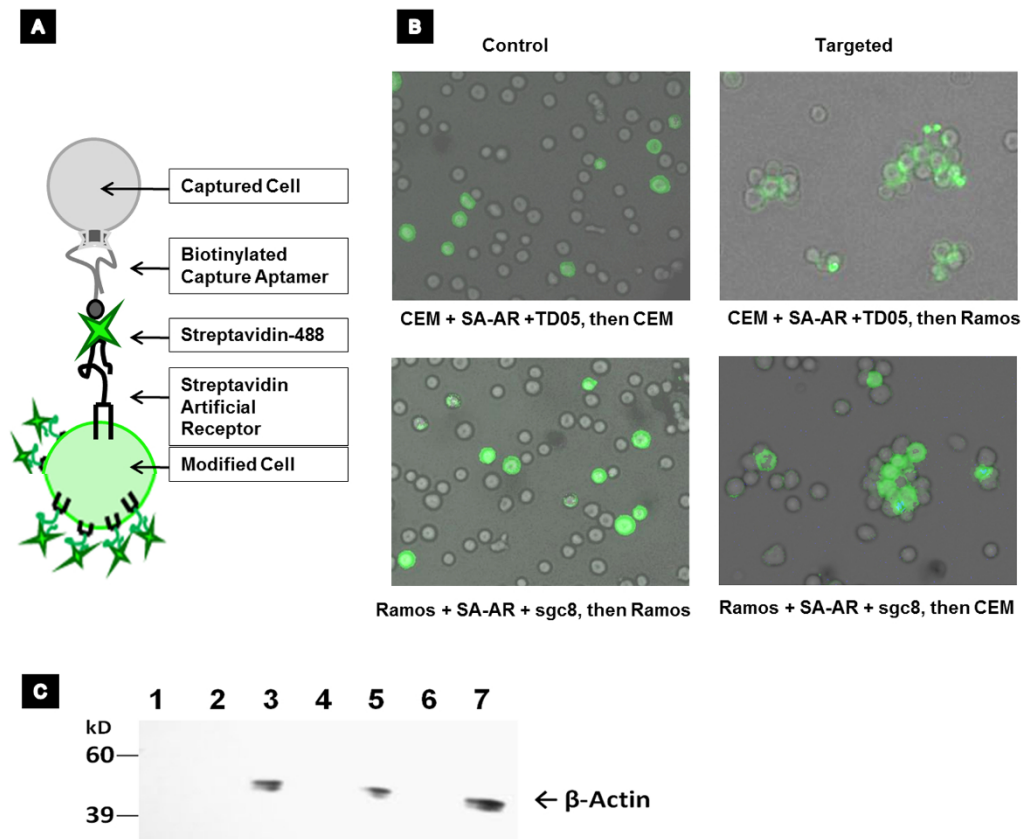 A
B
Control
Targeted
Captured Cell
Biotinylated
Capture Aptamer
Streptavidin-488
Streptavidin
Artificial
Receptor
Modified Cell
CEM + SA-AR +TD05, then CEM
CEM + SA-AR +TD05, then Ramos
Ramos + SA-AR + sgc8, then Ramos
Ramos + SA-AR + sgc8, then CEM
C
1 2 3 4 5 6 7
kD
60
39
← β-Actin